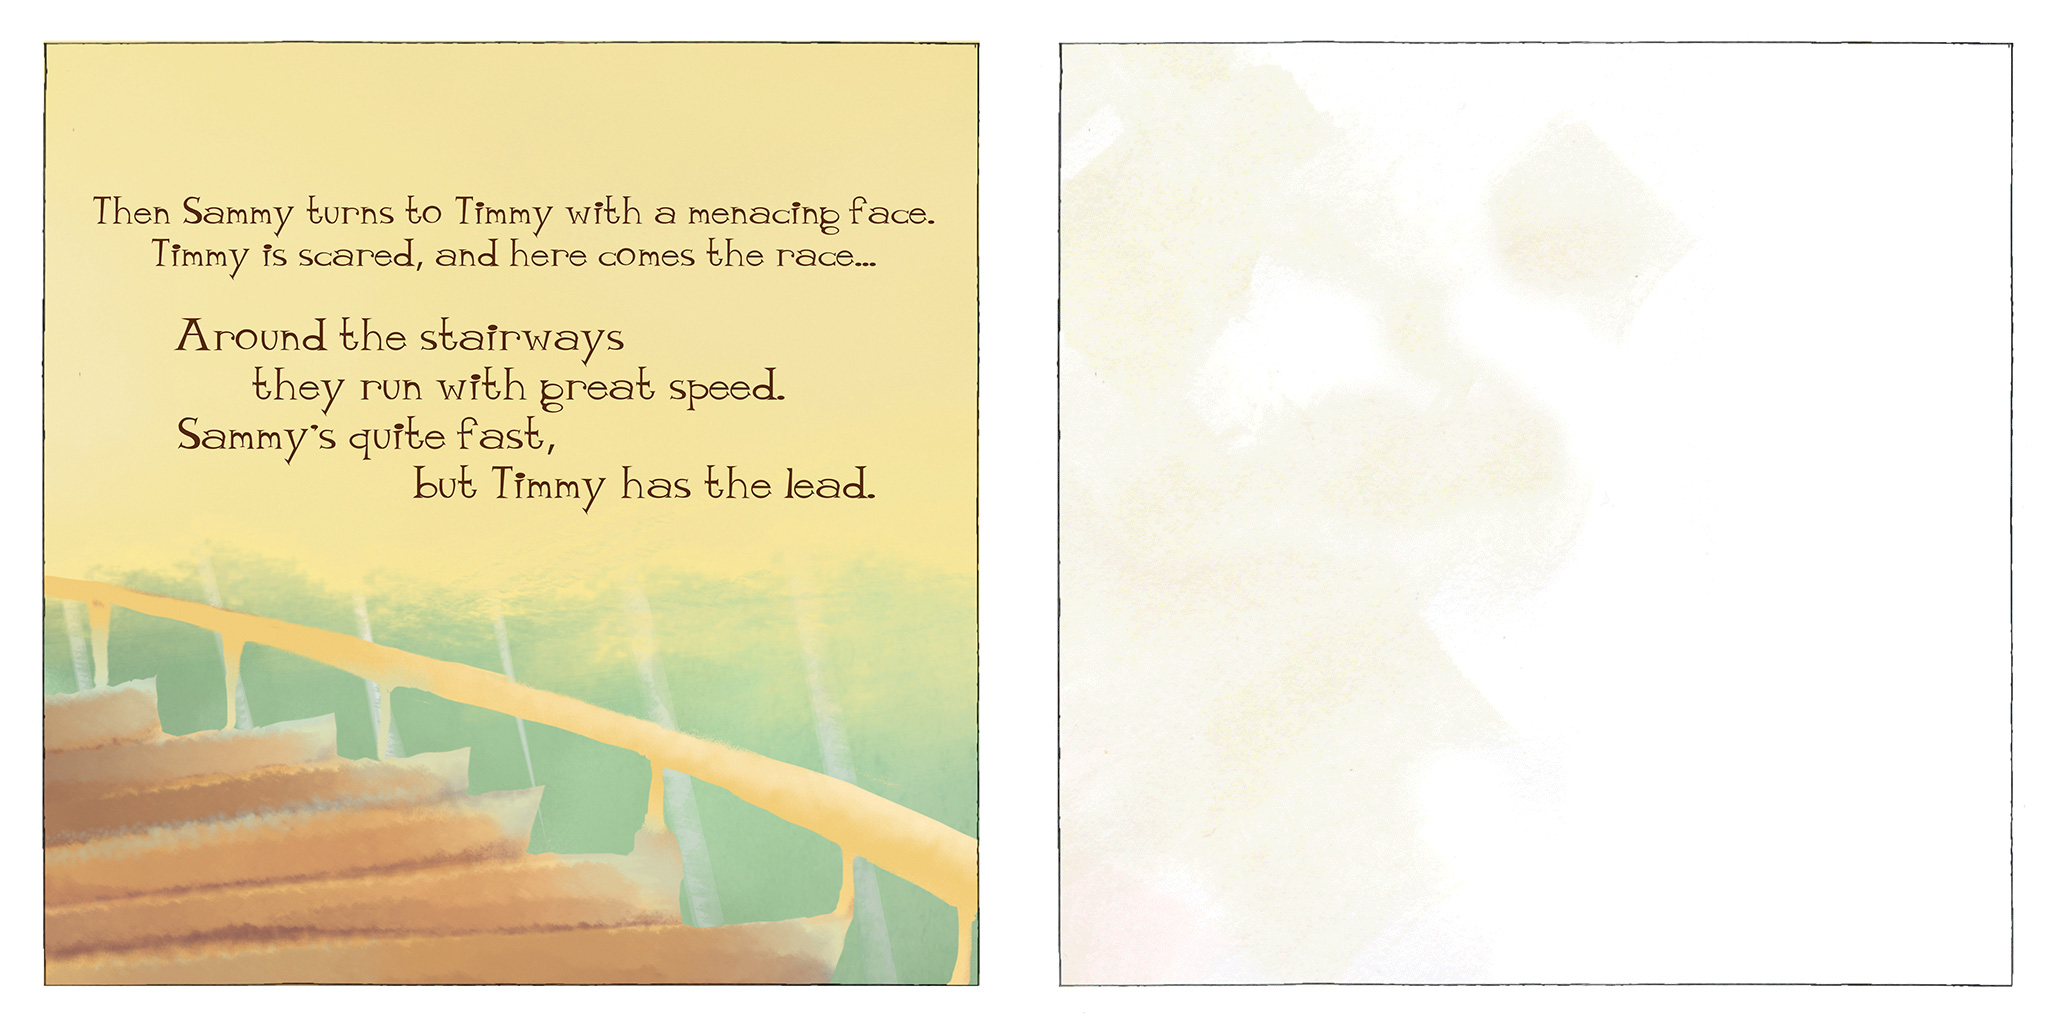 Then Sammy turns to Timmy with a menacing face.
Timmy is scared, and here comes the race...
Around the stairways
they run with great speed.
Sammy's quite fast,
but Timmy has the lead.